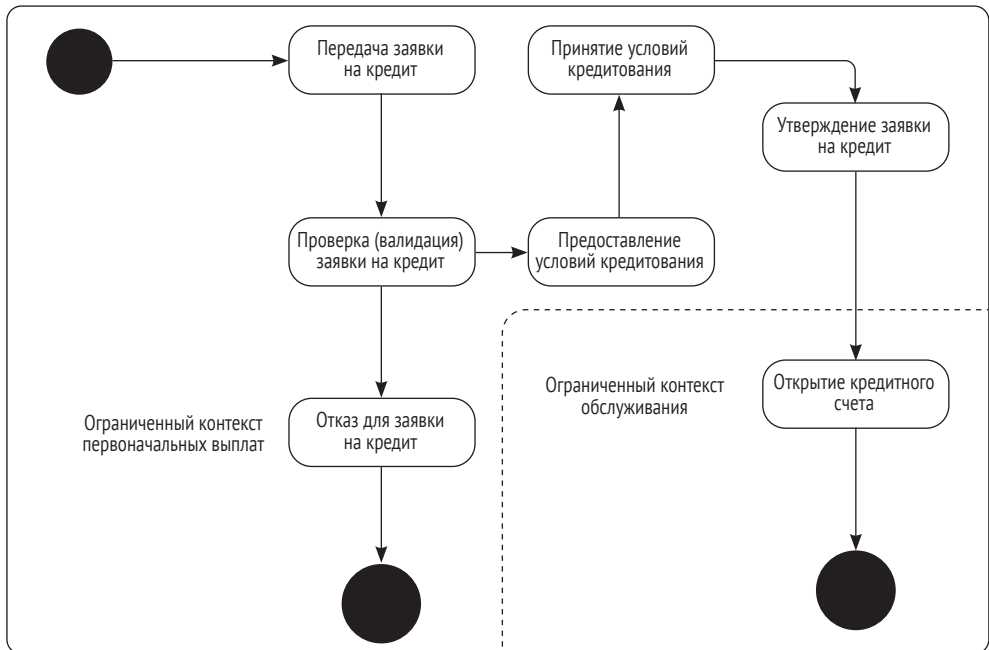 Передача заявки
на кредит
Принятие условий
кредитования
Утверждение заявки
на кредит
Проверка (валидация)
заявки на кредит
Предоставление
условий кредитования
Ограниченный контекст
обслуживания
Открытие кредитного
счета
Ограниченный контекст
первоначальных выплат
Отказ для заявки
на кредит